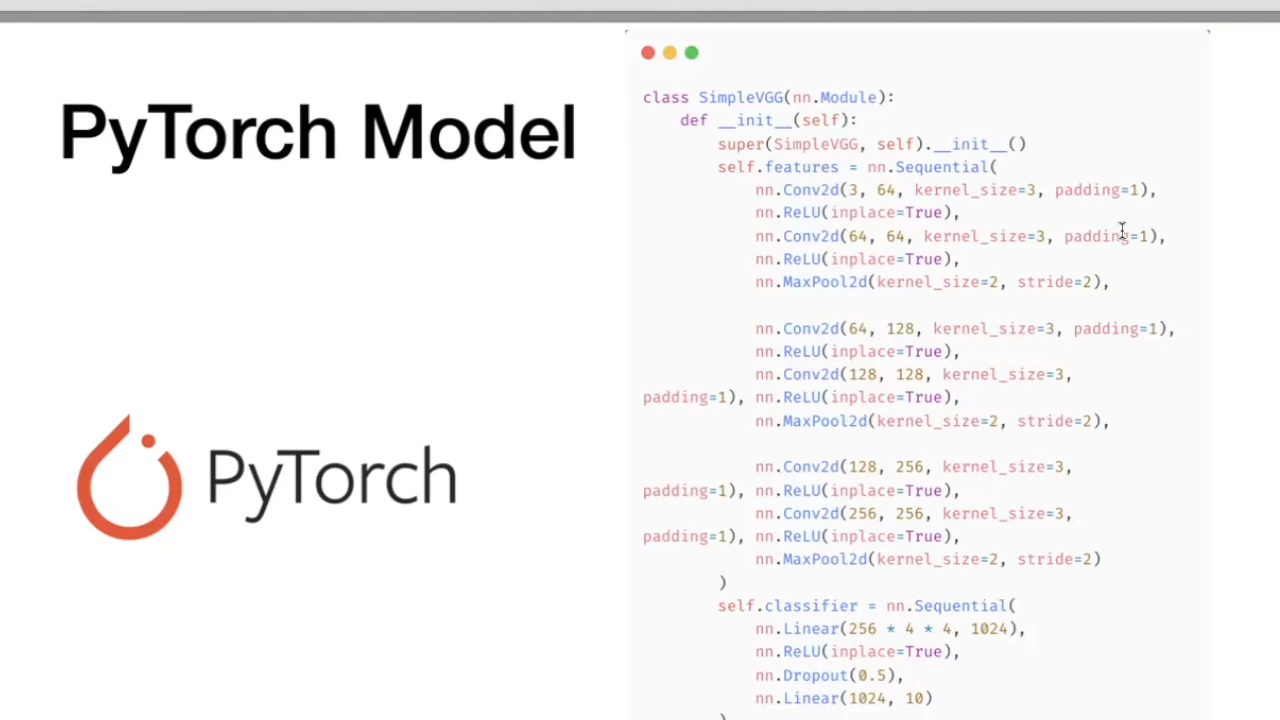 PyTorch Model
PyTorch
class SimpleVGG(nn.Module):
    def __init__(self):
        super(SimpleVGG, self).__init__()
        self.features = nn.Sequential(
            nn.Conv2d(3, 64, kernel_size=3, padding=1),
            nn.ReLU(inplace=True),
            nn.Conv2d(64, 64, kernel_size=3, padding=1),
            nn.ReLU(inplace=True),
            nn.MaxPool2d(kernel_size=2, stride=2),

            nn.Conv2d(64, 128, kernel_size=3, padding=1),
            nn.ReLU(inplace=True),
            nn.Conv2d(128, 128, kernel_size=3,
padding=1), nn.ReLU(inplace=True),
            nn.MaxPool2d(kernel_size=2, stride=2),

            nn.Conv2d(128, 256, kernel_size=3,
padding=1), nn.ReLU(inplace=True),
            nn.Conv2d(256, 256, kernel_size=3,
padding=1), nn.ReLU(inplace=True),
            nn.MaxPool2d(kernel_size=2, stride=2)
        )
        self.classifier = nn.Sequential(
            nn.Linear(256 * 4 * 4, 1024),
            nn.ReLU(inplace=True),
            nn.Dropout(0.5),
            nn.Linear(1024, 10)
        )